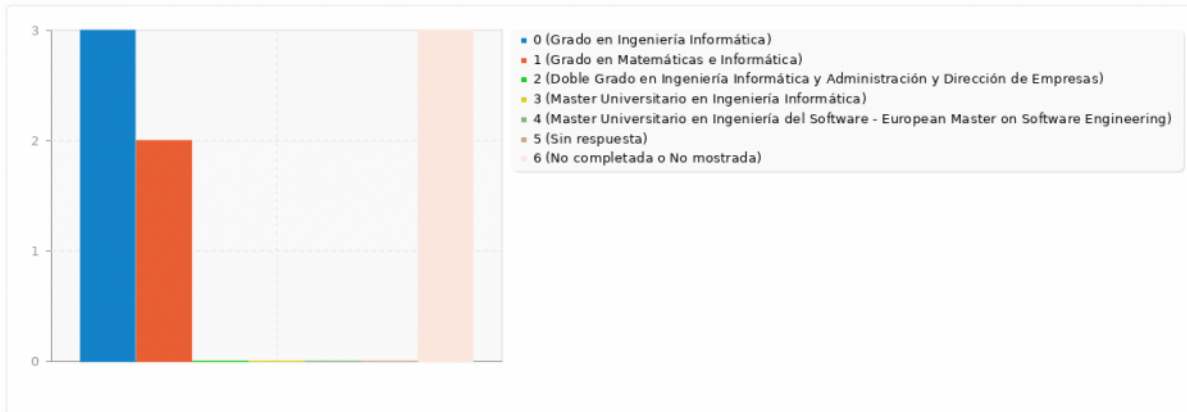 3
2
1
0
0 (Grado en Ingeniería Informática)
1 (Grado en Matemáticas e Informática)
2 (Doble Grado en Ingeniería Informática y Administración y Dirección de Empresas)
3 (Master Universitario en Ingeniería Informática)
4 (Master Universitario en Ingeniería del Software - European Master on Software Engineering)
5 (Sin respuesta)
6 (No completada o No mostrada)